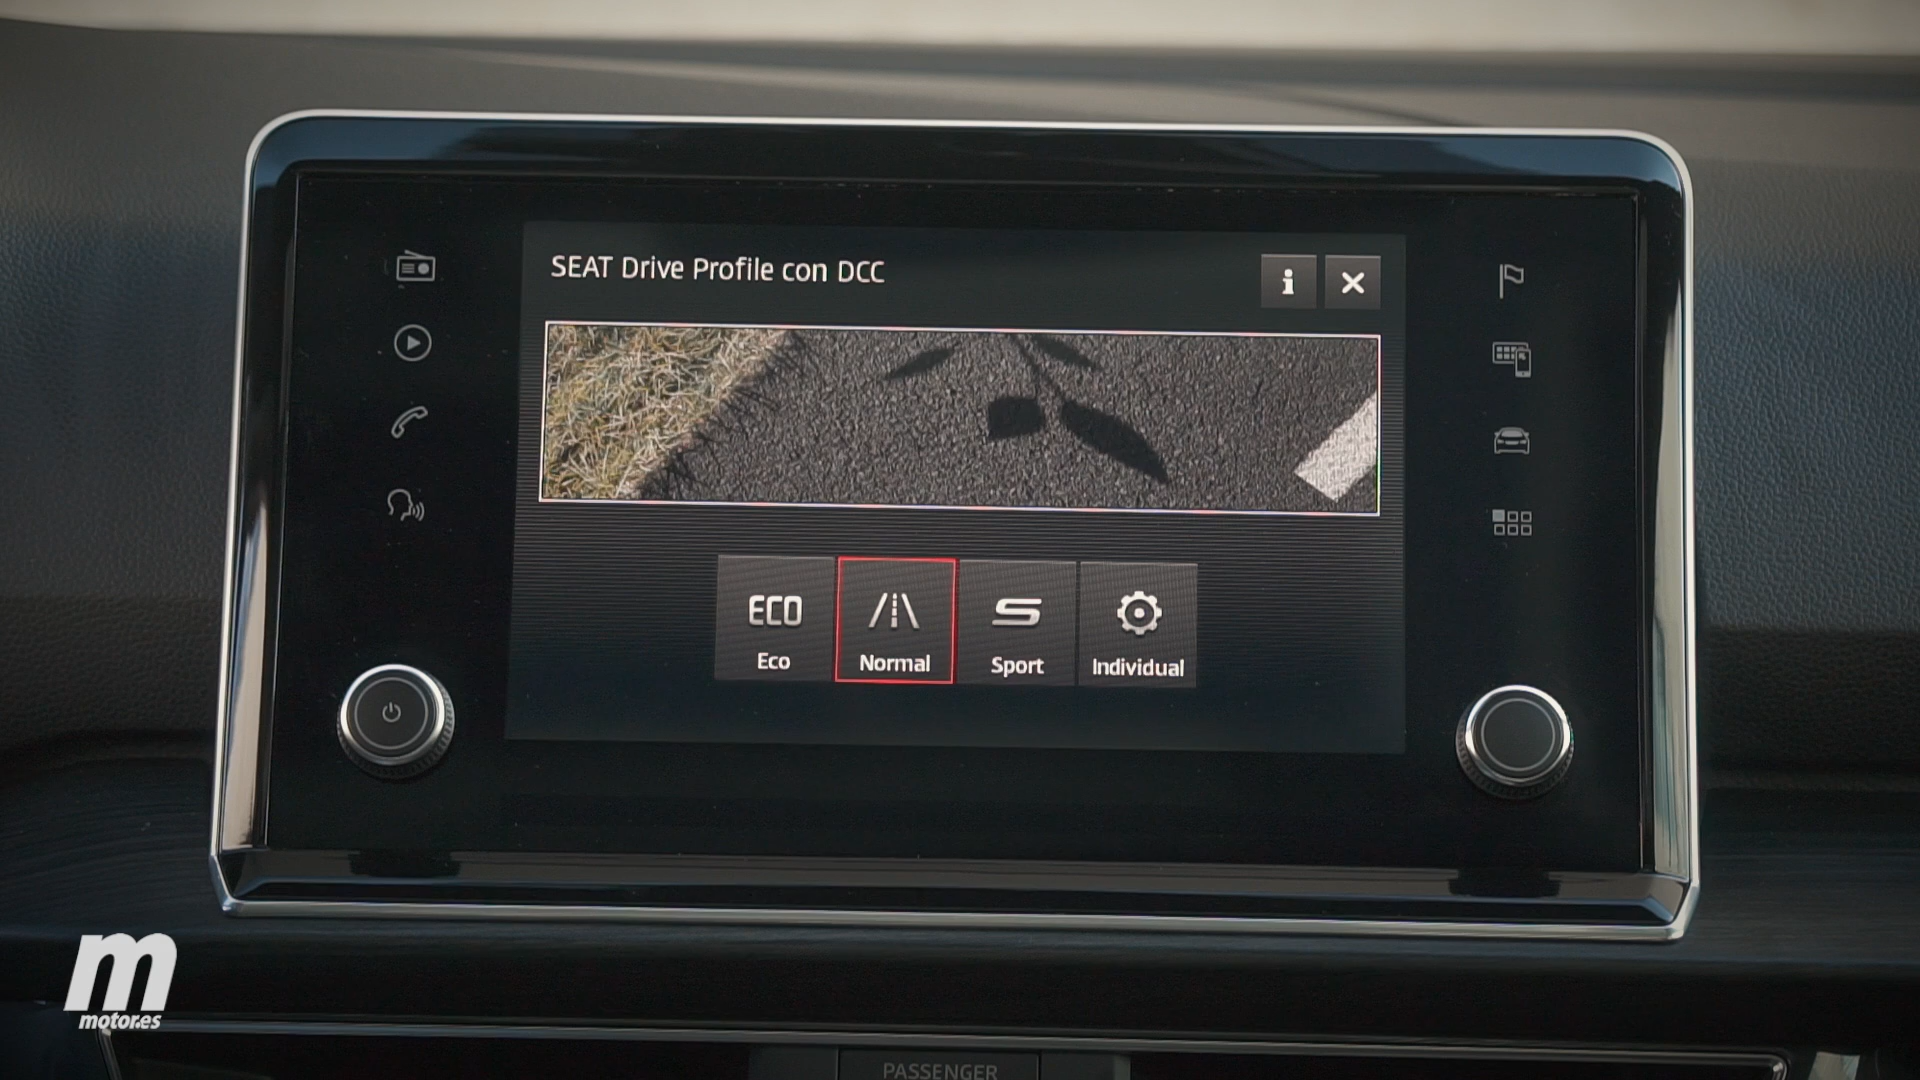 SEAT Drive Profile con DCC
i
ECO
S
Eco
Normal
Sport
Individual
m
motor.es
PASSENGER